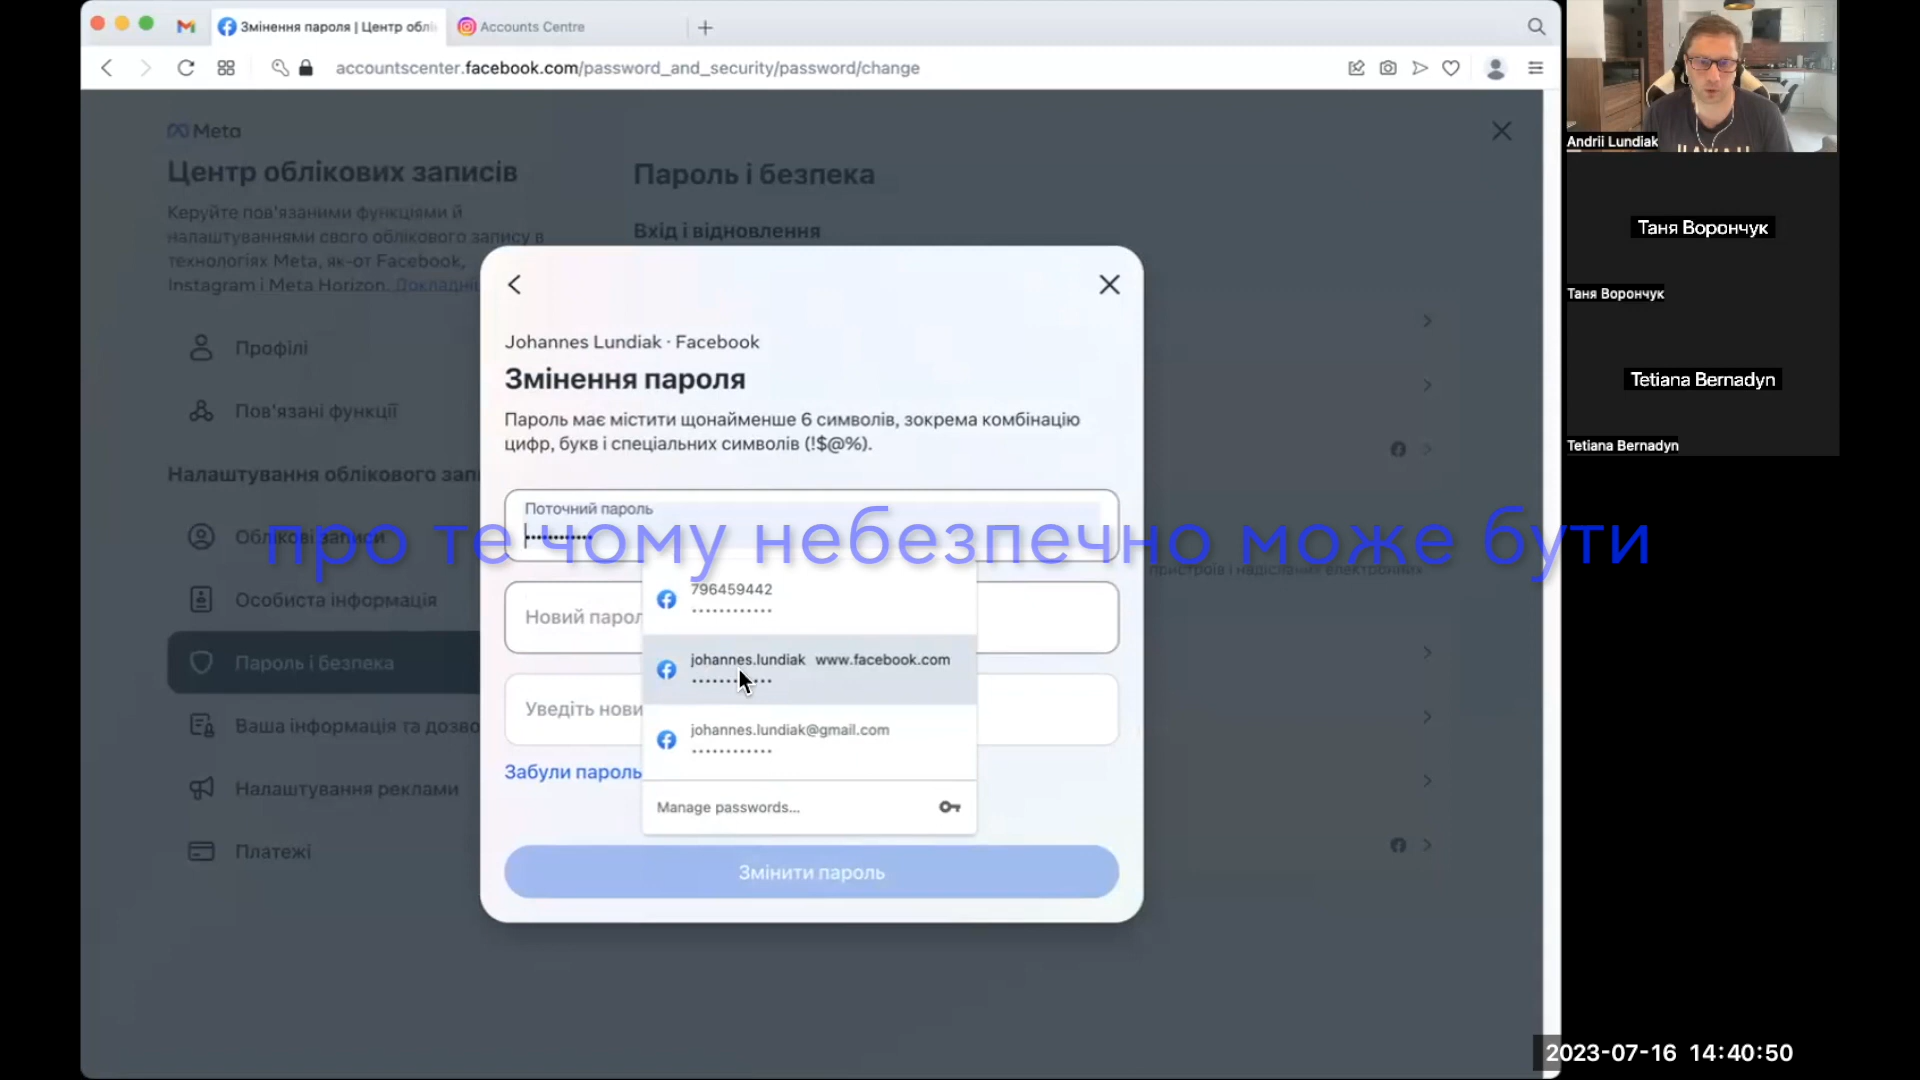 Змінення пароля | Центр облі
Accounts Centre
accountscenter.facebook.com/password_and_security/password/change
Meta
Центр облікових записів
Керуйте пов'язаними функціями й
налаштуваннями свого облікового запису в
технологіях Meta, як-от Facebook,
Instagram і Meta Horizon. Докладні
Профілі
Пов'язані функції
Налаштування облікового зап
Облікові записи
Особиста інформація
Пароль і безпека
Ваша інформація та дозво
Налаштування реклами
Платежі
Пароль і безпека
Вхід і відновлення
пристроїв і надісланих електронних
Johannes Lundiak · Facebook
Змінення пароля
Пароль має містити щонайменше 6 символів, зокрема комбінацію
цифр, букв і спеціальних символів (!$@%).
Поточний пароль
про те чому небезпечно може бути
Новий парол
Уведіть нови
Забули пароль
796459442
johannes.lundiak www.facebook.com
johannes.lundiak@gmail.com
Manage passwords...
Змінити пароль
Andrii Lundiak
Таня Ворончук
Таня Ворончук
Tetiana Bernadyn
Tetiana Bernadyn
2023-07-16 14:40:50